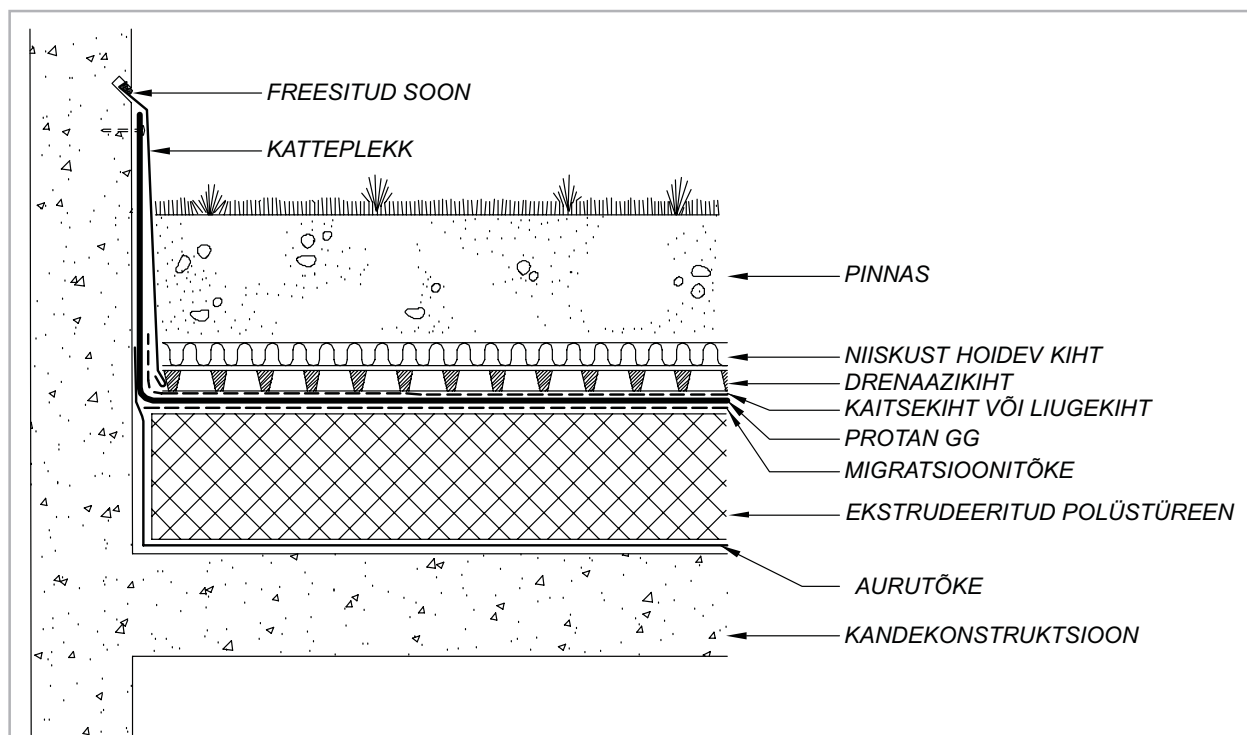 FREESITUD SOON
KATTEPLEKK
PINNAS
NIISKUST HOIDEV KIHT
DRENAAZIKIHT
KAITSEKIHT VÕI LIUGEKIHT
PROTAN GG
MIGRATSIOONITÕKE
EKSTRUDEERITUD POLÜSTÜREEN
AURUTÕKE
KANDEKONSTRUKTSIOON